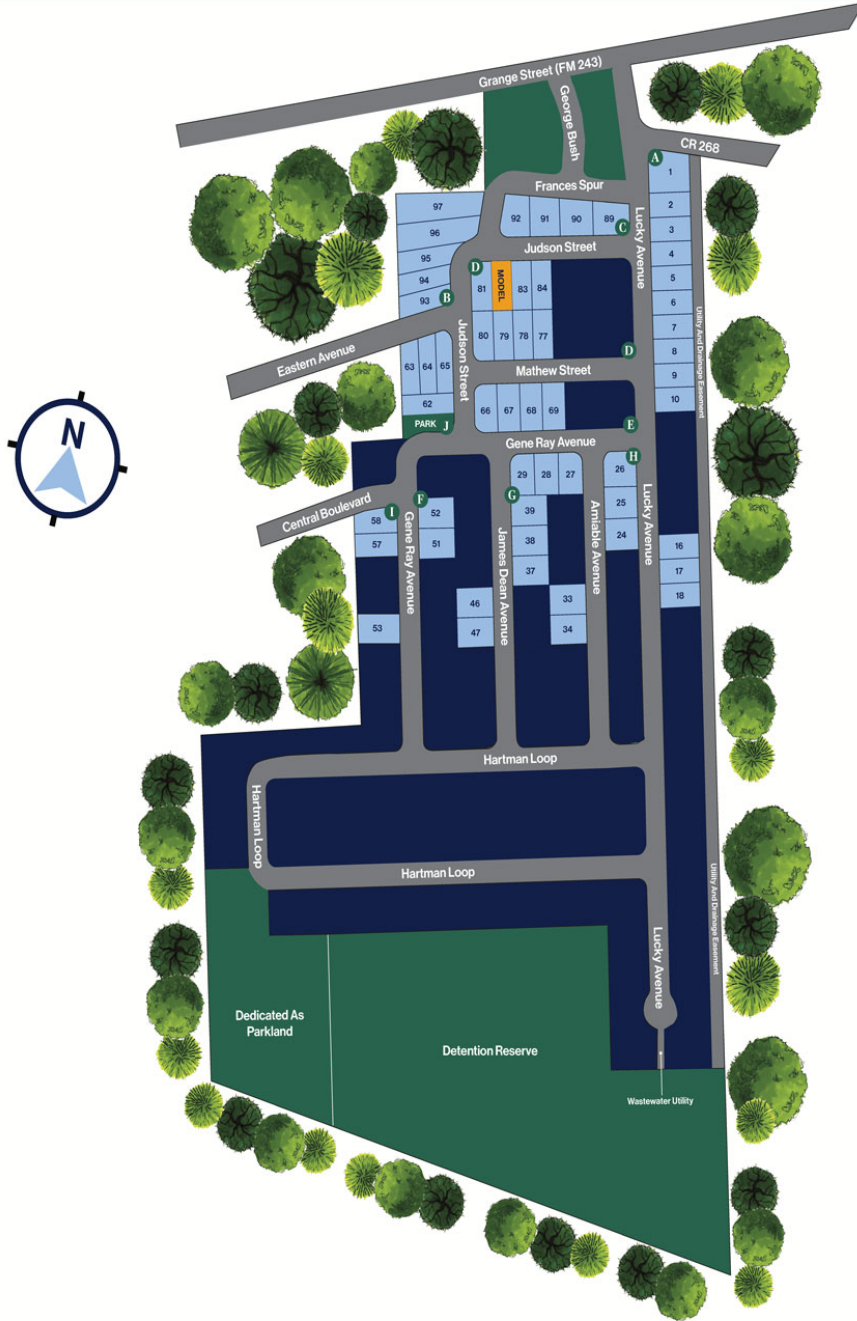 Grange Street (FM 243)
George Bush
CR 268
A
1
Frances Spur
97
2
92
91
90
89
C
Lucky Avenue
3
96
Judson Street
4
95
D
94
81
MODEL
83
84
5
93
B
6
Utility And Drainage Easement
80
79
78
77
7
Eastern Avenue
Judson Street
D
8
63
64
65
Mathew Street
9
62
10
66
67
68
69
PARK
J
E
N
Gene Ray Avenue
H
29
28
27
26
Central Boulevard
I
F
G
58
52
39
25
Gene Ray Avenue
James Dean Avenue
Amiable Avenue
Lucky Avenue
57
51
38
24
16
37
17
46
33
18
53
47
34
Hartman Loop
Hartman Loop
Hartman Loop
Utility And Drainage Easement
Lucky Avenue
Dedicated As
Parkland
Detention Reserve
Wastewater Utility